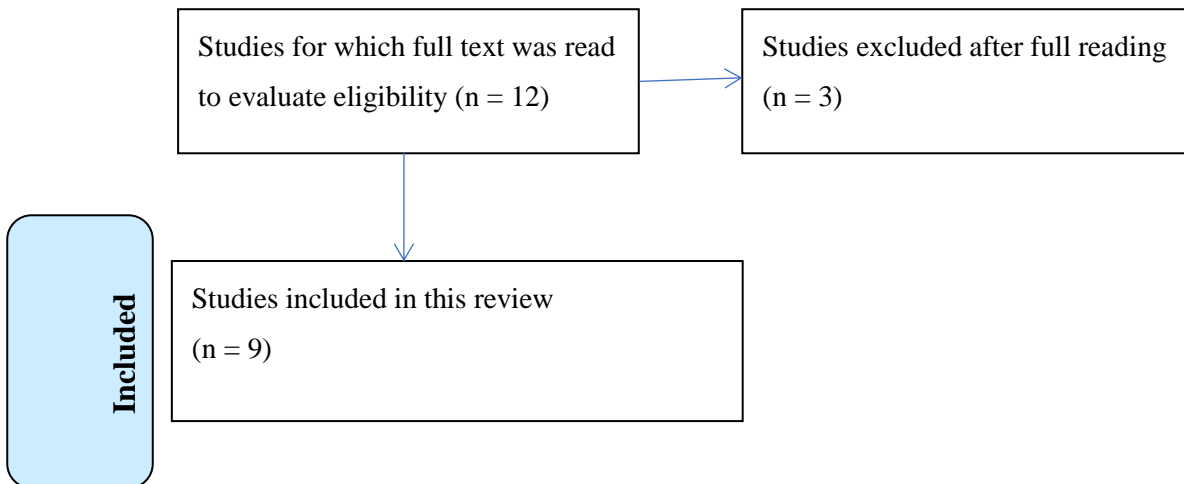 Studies for which full text was read
to evaluate eligibility (n = 12)
Studies excluded after full reading
(n = 3)
Included
Studies included in this review
(n = 9)